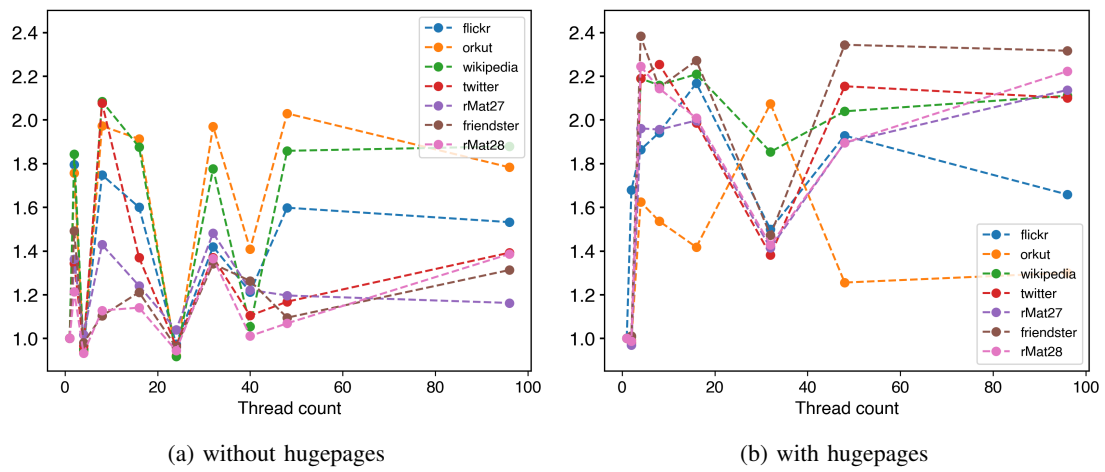 2.4
2.2
2.0
1.8
1.6
1.4
1.2
1.0
0 20 40 60 80 100
Thread count
flickr
orkut
wikipedia
twitter
rMat27
friendster
rMat28
(a) without hugepages
2.4
2.2
2.0
1.8
1.6
1.4
1.2
1.0
0 20 40 60 80 100
Thread count
flickr
orkut
wikipedia
twitter
rMat27
friendster
rMat28
(b) with hugepages